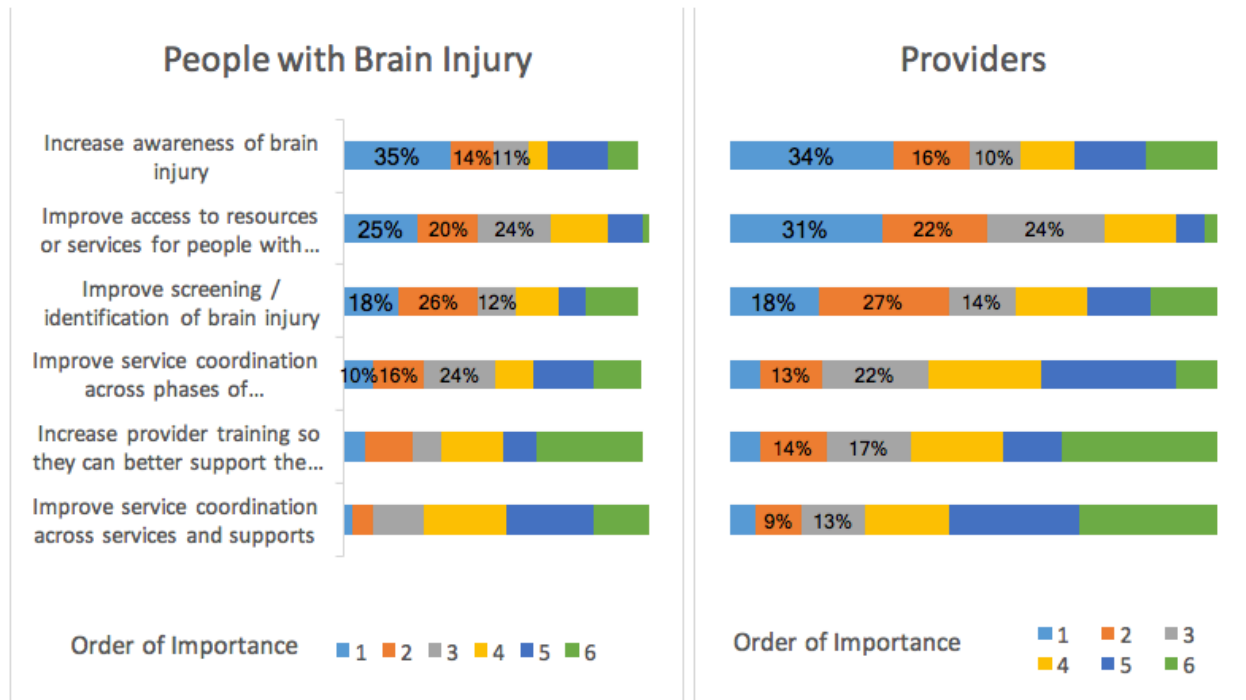 People with Brain Injury
Increase awareness of brain
injury
35% 14% 11%
Improve access to resources
or services for people with...
25% 20% 24%
Improve screening /
identification of brain injury
18% 26% 12%
Improve service coordination
across phases of...
10% 16% 24%
Increase provider training so
they can better support the...
Improve service coordination
across services and supports
Order of Importance 1 2 3 4 5 6
Providers
34% 16% 10%
31% 22% 24%
18% 27% 14%
13% 22%
14% 17%
9% 13%
Order of Importance
1 2 3
4 5 6